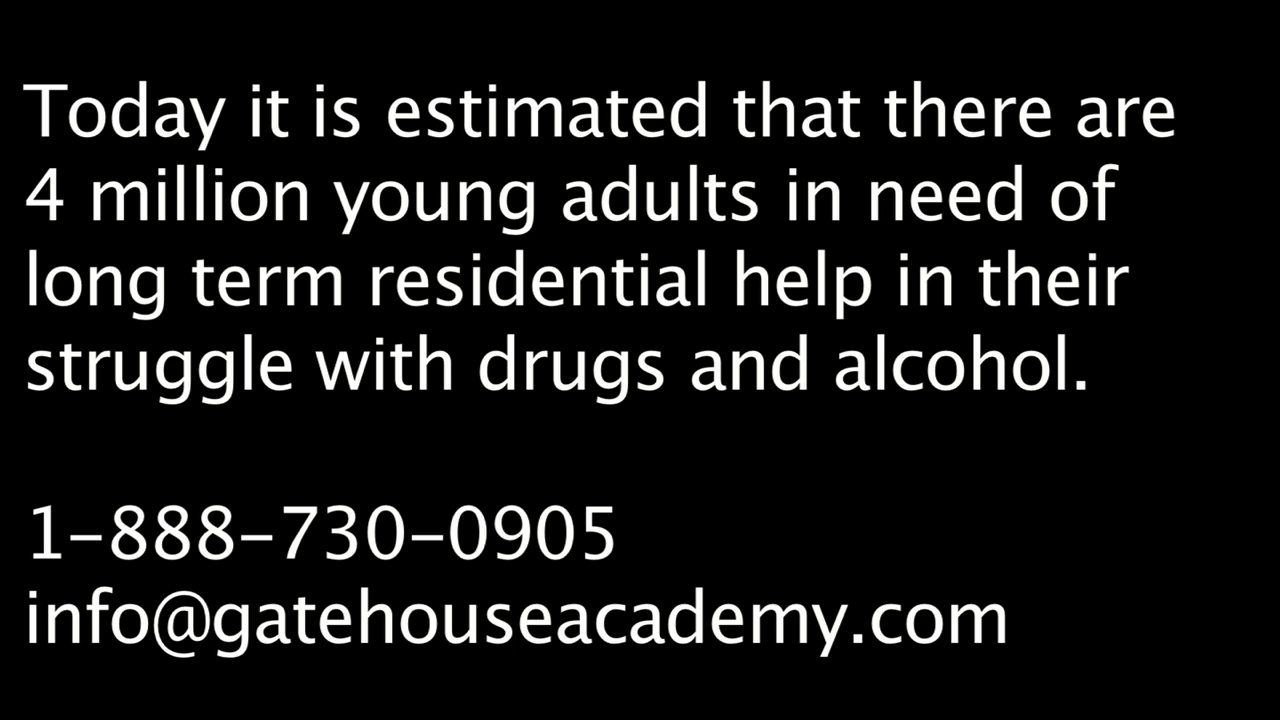 Today it is estimated that there are
4 million young adults in need of
long term residential help in their
struggle with drugs and alcohol.
1-888-730-0905
info@gatehouseacademy.com